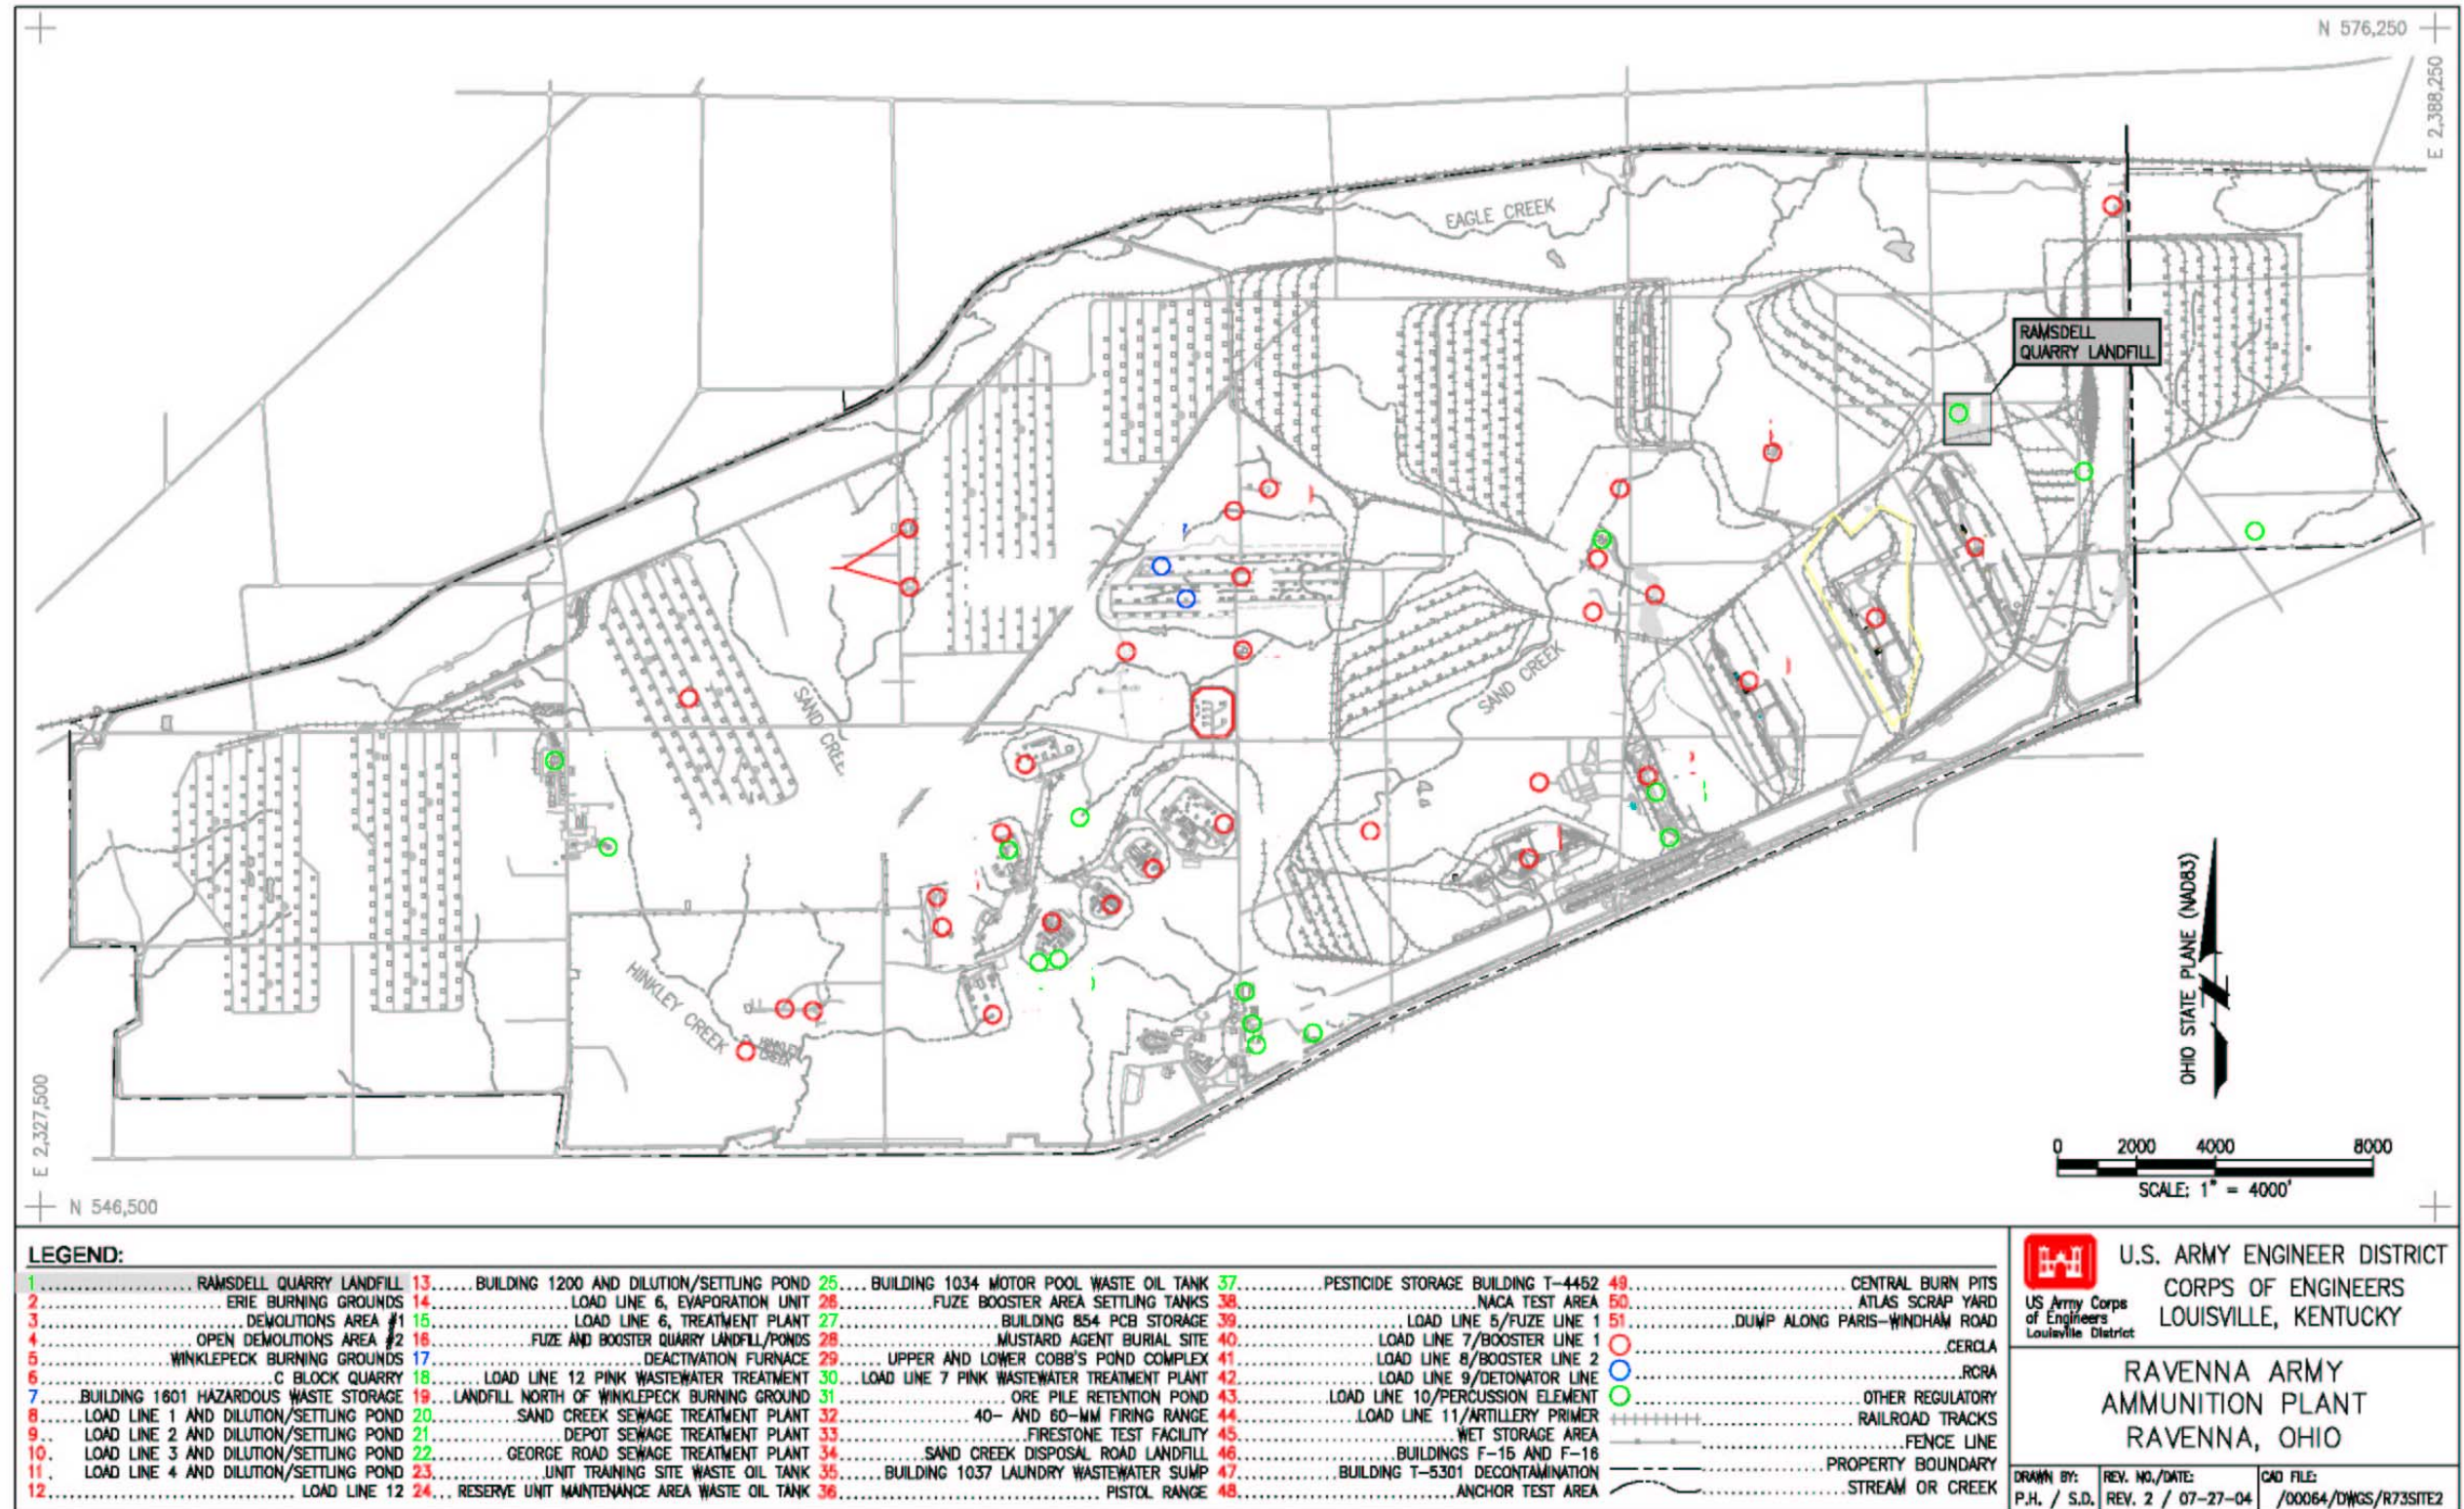 N 576,250
E 2,388,250
EAGLE CREEK
RAMSDELL
QUARRY LANDFILL
SAND CREEK
SAND CREE
HINKLEY CREEK
HINKLEY
CREEK
OHIO STATE PLANE (NAD83)
E 2,327,500
N 546,500
0 2000 4000 8000
SCALE: 1" = 4000'
LEGEND:
1 RAMSDELL QUARRY LANDFILL
2 ERIE BURNING GROUNDS
3 DEMOLITIONS AREA #1
4 OPEN DEMOLITIONS AREA #2
5 WINKLEPECK BURNING GROUNDS
6 C BLOCK QUARRY
7 BUILDING 1601 HAZARDOUS WASTE STORAGE
8 LOAD LINE 1 AND DILUTION/SETTLING POND
9 LOAD LINE 2 AND DILUTION/SETTLING POND
10 LOAD LINE 3 AND DILUTION/SETTLING POND
11 LOAD LINE 4 AND DILUTION/SETTLING POND
12 LOAD LINE 12
13 BUILDING 1200 AND DILUTION/SETTLING POND
14 LOAD LINE 6, EVAPORATION UNIT
15 LOAD LINE 6, TREATMENT PLANT
16 FUZE AND BOOSTER QUARRY LANDFILL/PONDS
17 DEACTIVATION FURNACE
18 LOAD LINE 12 PINK WASTEWATER TREATMENT
19 LANDFILL NORTH OF WINKLEPECK BURNING GROUND
20 SAND CREEK SEWAGE TREATMENT PLANT
21 DEPOT SEWAGE TREATMENT PLANT
22 GEORGE ROAD SEWAGE TREATMENT PLANT
23 UNIT TRAINING SITE WASTE OIL TANK
24 RESERVE UNIT MAINTENANCE AREA WASTE OIL TANK
25 BUILDING 1034 MOTOR POOL WASTE OIL TANK
26 FUZE BOOSTER AREA SETTLING TANKS
27 BUILDING 854 PCB STORAGE
28 MUSTARD AGENT BURIAL SITE
29 UPPER AND LOWER COBB'S POND COMPLEX
30 LOAD LINE 7 PINK WASTEWATER TREATMENT PLANT
31 ORE PILE RETENTION POND
32 40- AND 60-MM FIRING RANGE
33 FIRESTONE TEST FACILITY
34 SAND CREEK DISPOSAL ROAD LANDFILL
35 BUILDING 1037 LAUNDRY WASTEWATER SUMP
36 PISTOL RANGE
37 PESTICIDE STORAGE BUILDING T-4452
38 NACA TEST AREA
39 LOAD LINE 5/FUZE LINE 1
40 LOAD LINE 7/BOOSTER LINE 1
41 LOAD LINE 8/BOOSTER LINE 2
42 LOAD LINE 9/DETONATOR LINE
43 LOAD LINE 10/PERCUSSION ELEMENT
44 LOAD LINE 11/ARTILLERY PRIMER
45 WET STORAGE AREA
46 BUILDINGS F-15 AND F-16
47 BUILDING T-5301 DECONTAMINATION
48 ANCHOR TEST AREA
49 CENTRAL BURN PITS
50 ATLAS SCRAP YARD
51 DUMP ALONG PARIS-WINDHAM ROAD
CERCLA
RCRA
OTHER REGULATORY
RAILROAD TRACKS
FENCE LINE
PROPERTY BOUNDARY
STREAM OR CREEK
US Army Corps
of Engineers
Louisville District
U.S. ARMY ENGINEER DISTRICT
CORPS OF ENGINEERS
LOUISVILLE, KENTUCKY
RAVENNA ARMY
AMMUNITION PLANT
RAVENNA, OHIO
DRAWN BY:
P.H. / S.D.
REV. NO./DATE:
REV. 2 / 07-27-04
CAD FILE:
/00064/DWGS/R73SITE2